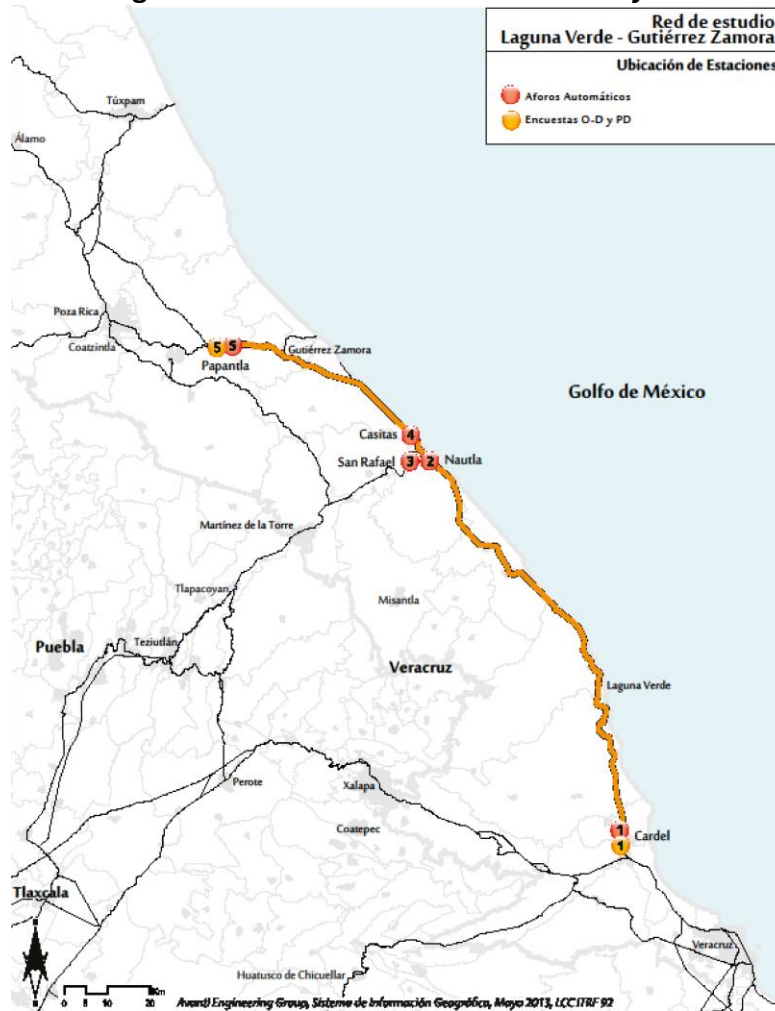 Red de estudio
Laguna Verde - Gutiérrez Zamora
Ubicación de Estaciones
Aforos Automáticos
Encuestas O-D y PD
Túxpam
Álamo
Poza Rica
Coatzintla
5 5
Gutiérrez Zamora
Papantla
Golfo de México
Casitas 4
San Rafael 3 2 Nautla
Martínez de la Torre
Tlapacoyan
Misantla
Puebla
Teziutlán
Veracruz
Laguna Verde
Perote
Xalapa
Coatepec
1
Cardel
1
Tlaxcala
Veracruz
Huatusco de Chicuellar
0 5 10 20 Km
Avanti Engineering Group, Sistema de Información Geográfica, Mayo 2013, LCC ITRF 92